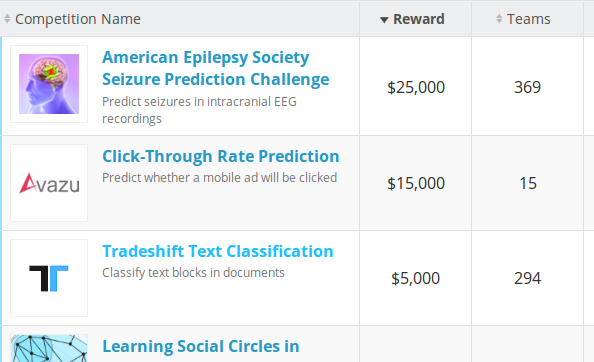 Competition Name Reward Teams
American Epilepsy Society
Seizure Prediction Challenge
Predict seizures in intracranial EEG
recordings
$25,000 369
Avazu
Click-Through Rate Prediction
Predict whether a mobile ad will be clicked
$15,000 15
Tradeshift Text Classification
Classify text blocks in documents
$5,000 294
Learning Social Circles in